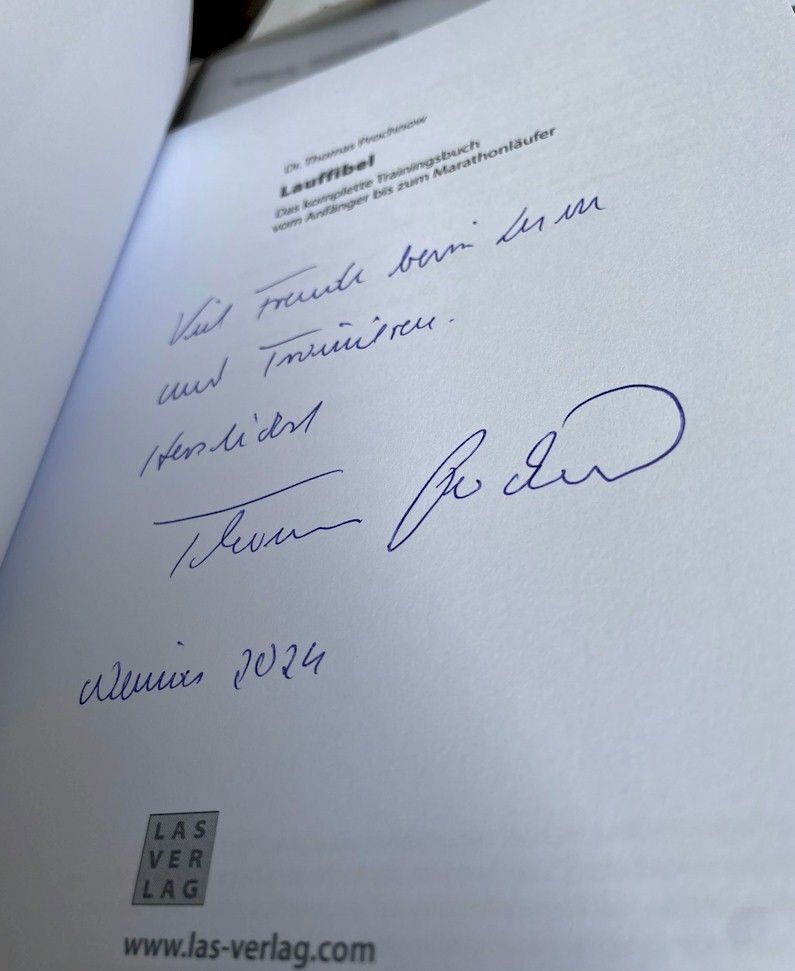 Dr. Thomas Prochnow
Lauffibel
Das komplette Trainingsbuch
vom Anfänger bis zum Marathonläufer
Viel Freude beim Lesen
und Trainieren.
Herzlichst
Thomas Prochnow
2024
LAS
VER
LAG
www.las-verlag.com